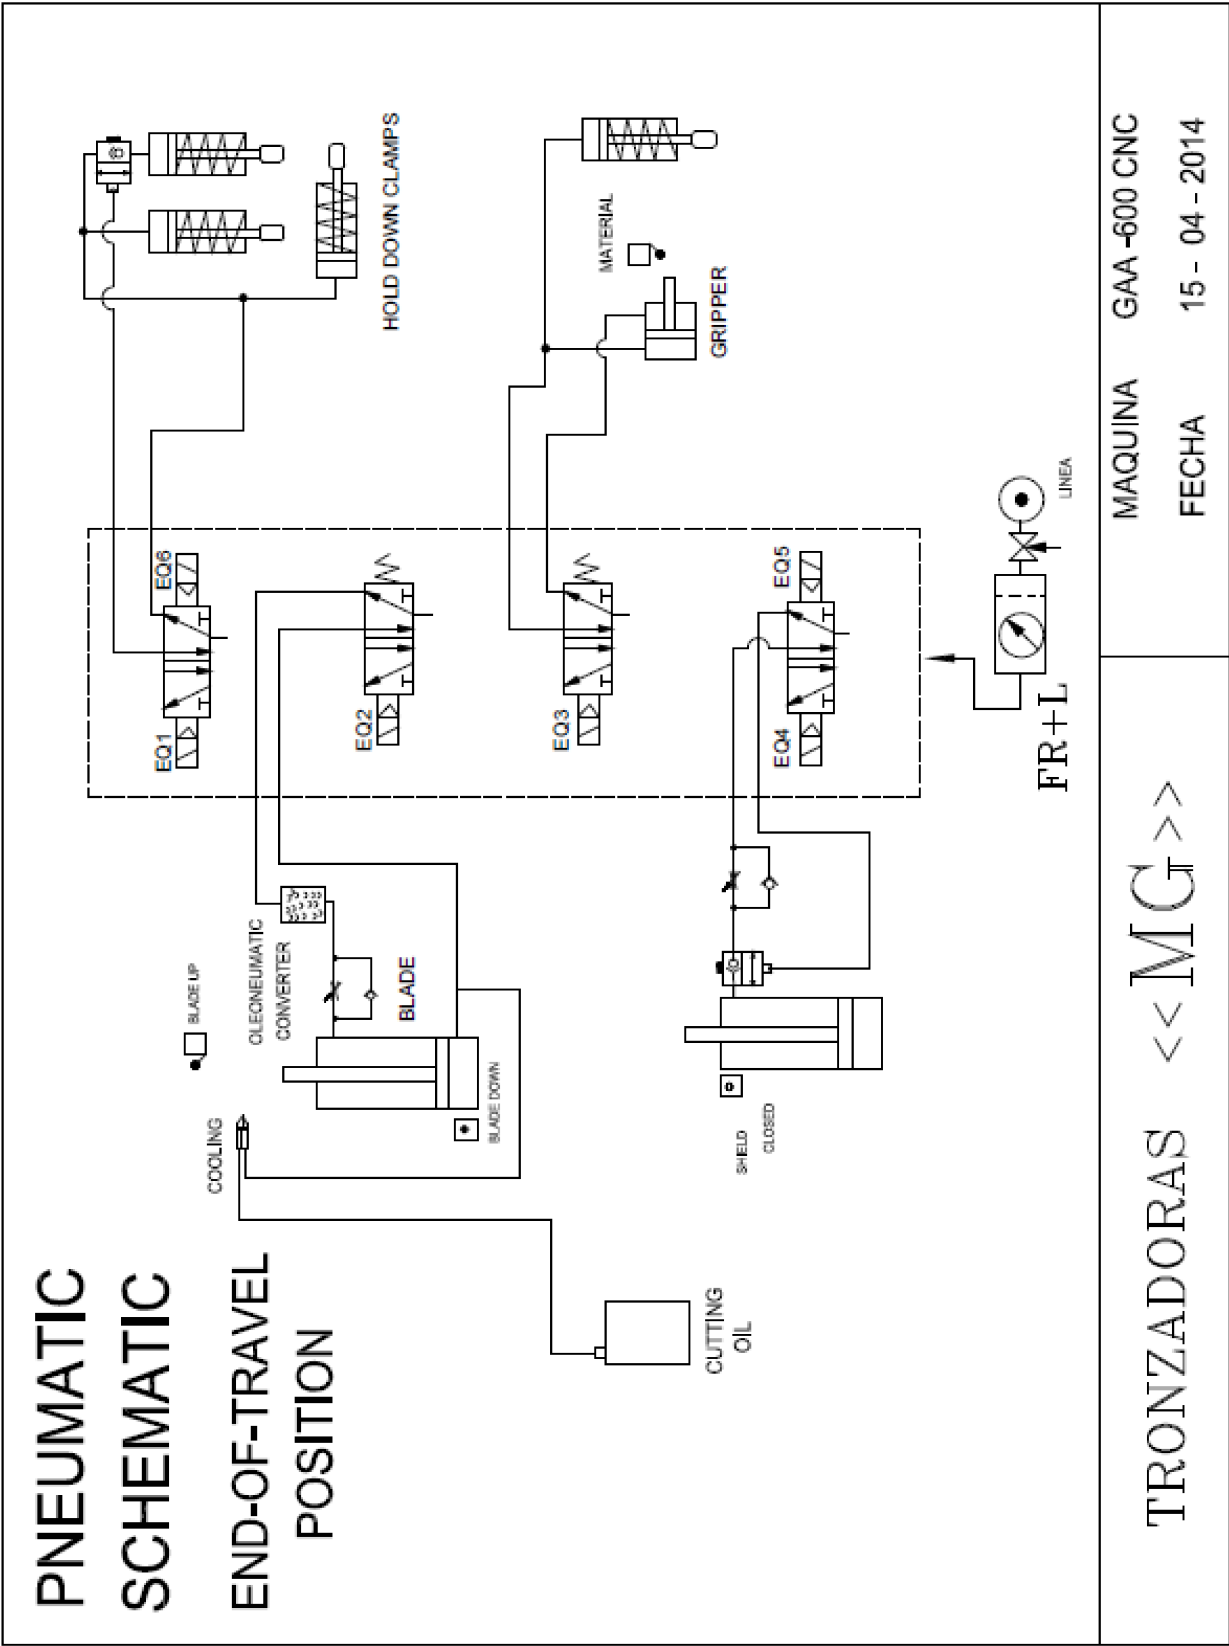 PNEUMATIC
SCHEMATIC
END-OF-TRAVEL
POSITION
COOLING
BLADE UP
OLEONEUMATIC
CONVERTER
BLADE
BLADE DOWN
CUTTING
OIL
SHIELD
CLOSED
EQ1
EQ6
EQ2
EQ3
EQ4
EQ5
HOLD DOWN CLAMPS
MATERIAL
GRIPPER
FR+L
LINEA
TRONZADORAS <<MG>>
MAQUINA GAA -600 CNC
FECHA 15 - 04 - 2014